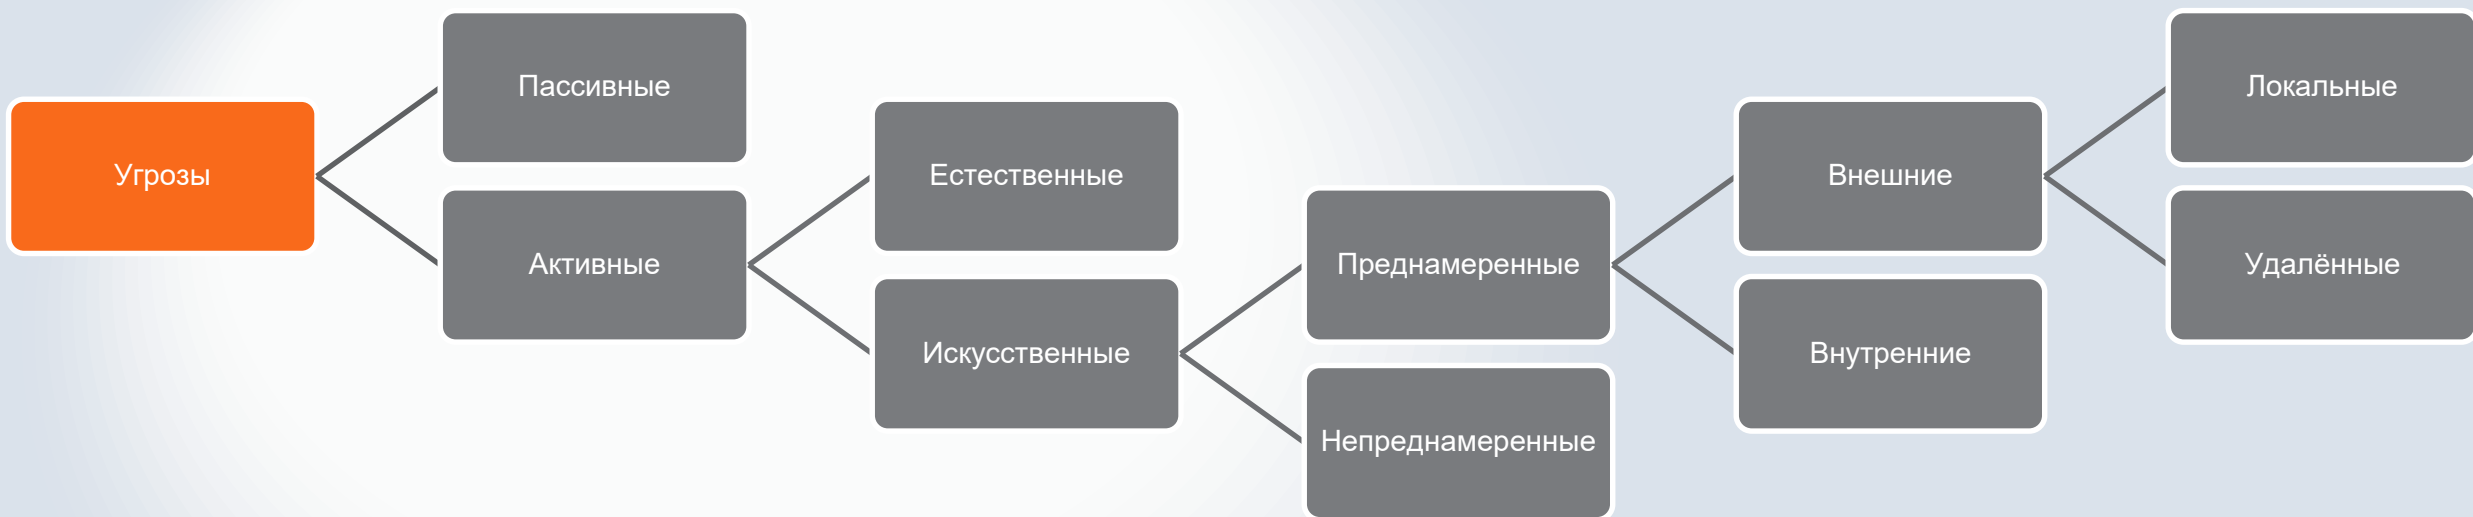 Угрозы
Пассивные
Активные
Естественные
Искусственные
Преднамеренные
Непреднамеренные
Внешние
Внутренние
Локальные
Удалённые